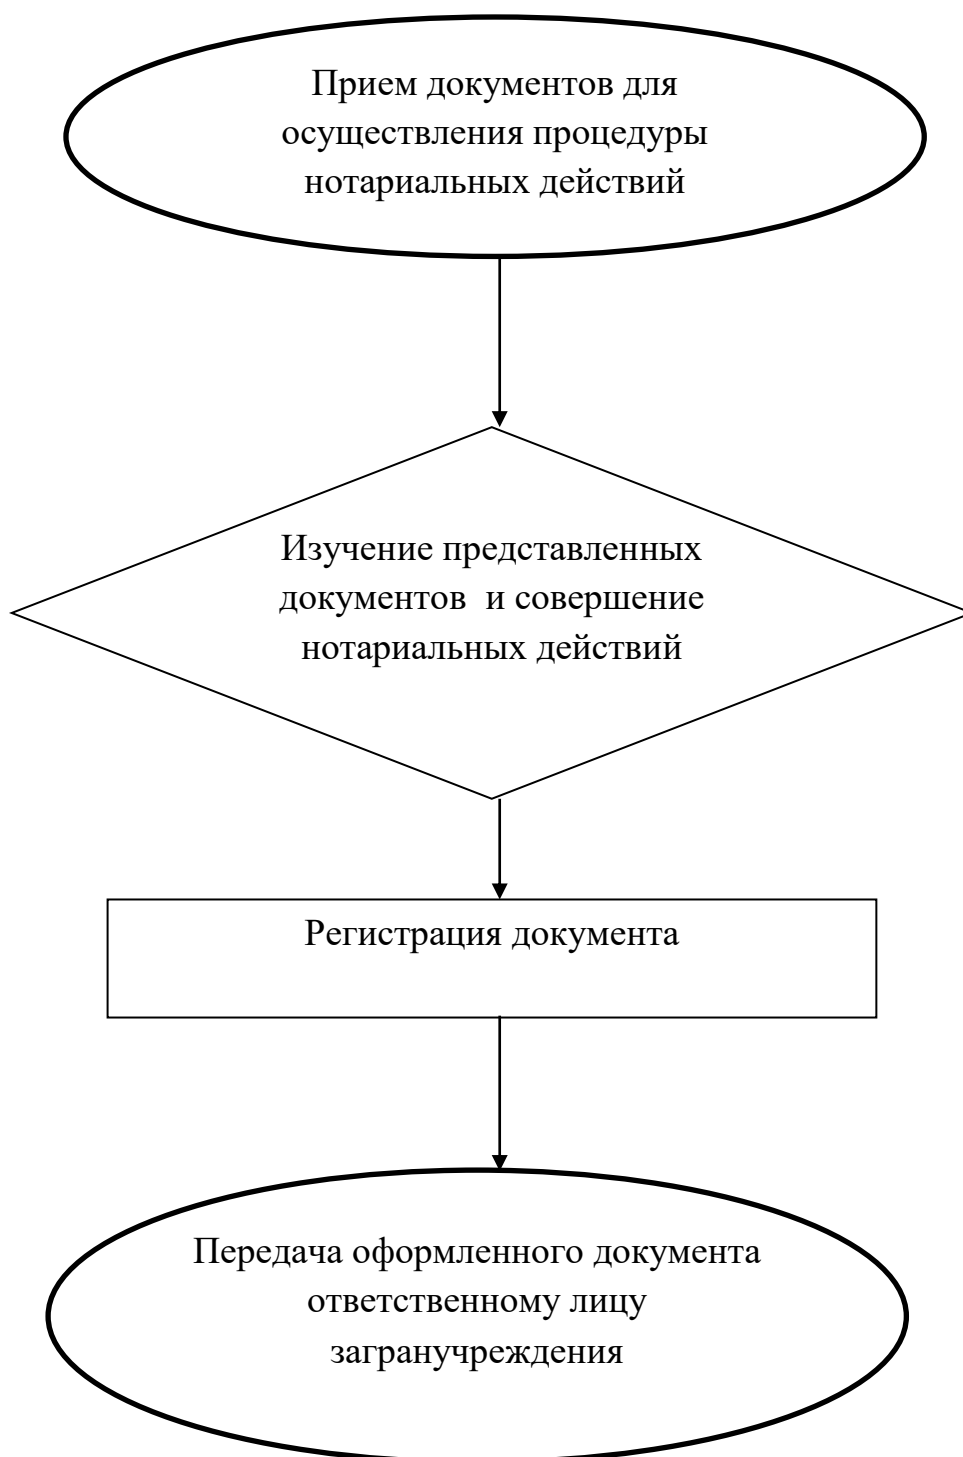 Прием документов для
осуществления процедуры
нотариальных действий
Изучение представленных
документов  и совершение
нотариальных действий
Регистрация документа
Передача оформленного документа
ответственному лицу
загранучреждения